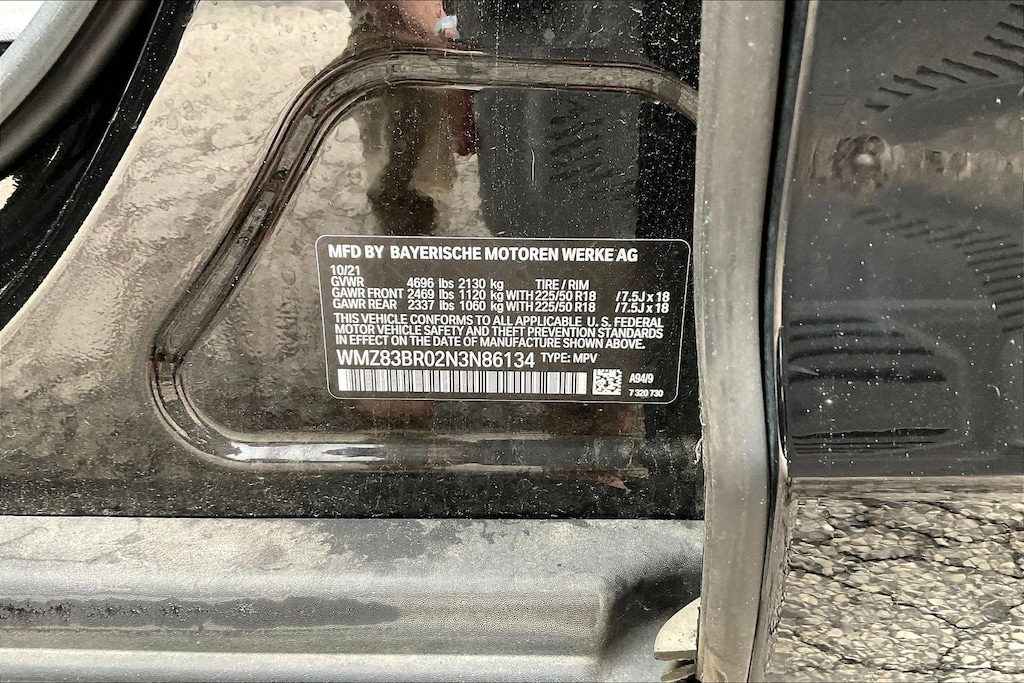 MFD BY BAYERISCHE MOTOREN WERKE AG
10/21
GVWR 4696 lbs 2130 kg TIRE / RIM
GAWR FRONT 2469 lbs 1120 kg WITH 225/50 R18 / 7.5J x 18
GAWR REAR 2337 lbs 1060 kg WITH 225/50 R18 / 7.5J x 18
THIS VEHICLE CONFORMS TO ALL APPLICABLE U. S. FEDERAL
MOTOR VEHICLE SAFETY AND THEFT PREVENTION STANDARDS
IN EFFECT ON THE DATE OF MANUFACTURE SHOWN ABOVE.
WMZ83BR02N3N86134 TYPE: MPV
A94/9
7 320 730